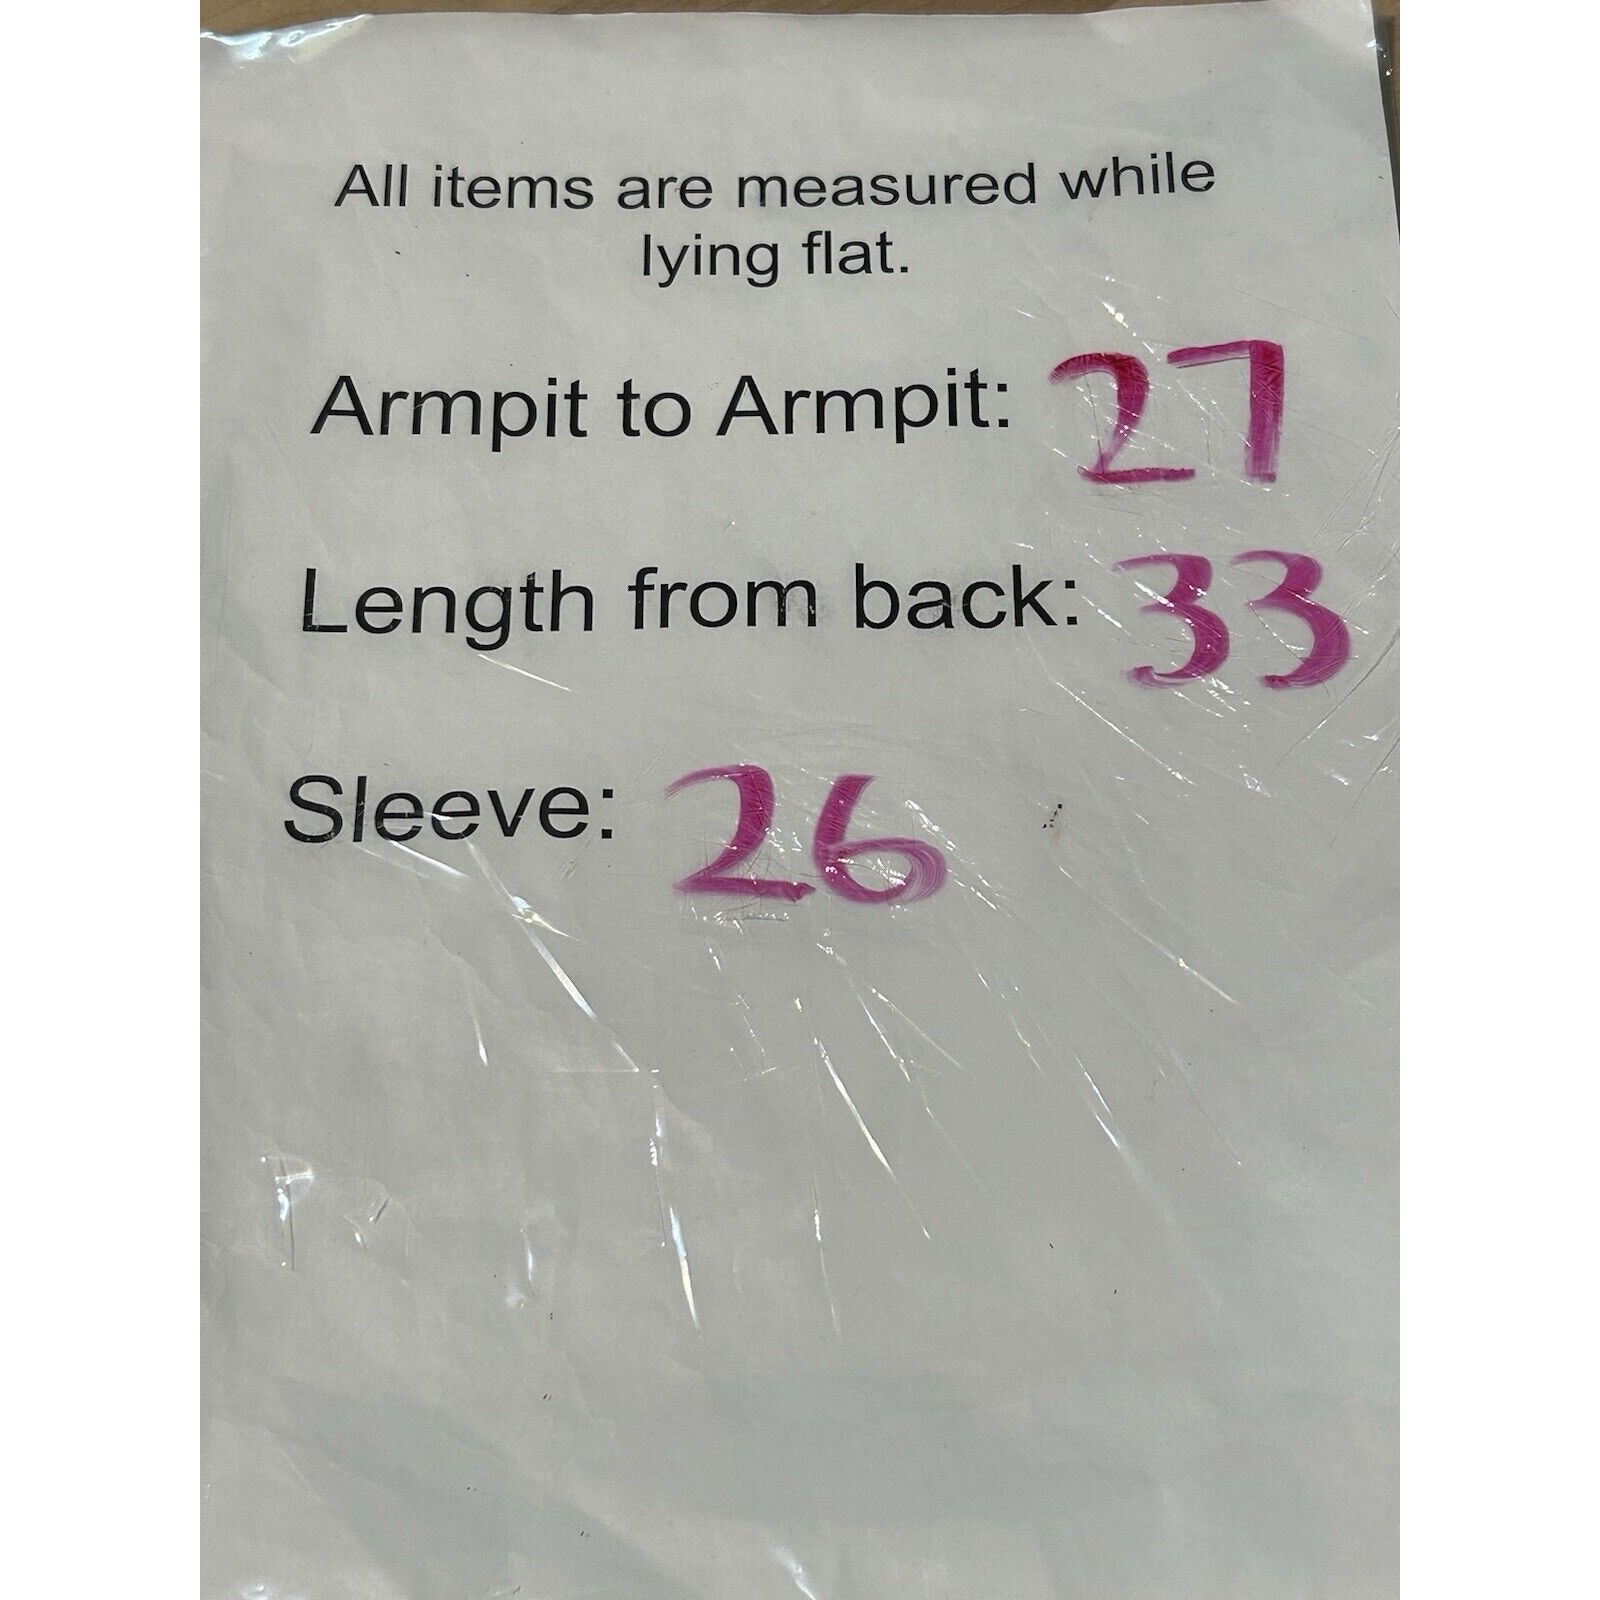 All items are measured while
lying flat.
Armpit to Armpit: 27
Length from back: 33
Sleeve: 26